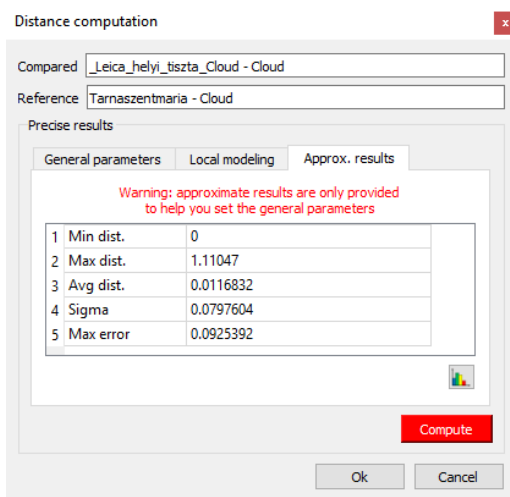 Distance computation
x
Compared _Leica_helyi_tiszta_Cloud - Cloud
Reference Tarnaszentmaria - Cloud
Precise results
General parameters Local modeling Approx. results
Warning: approximate results are only provided
to help you set the general parameters
1 Min dist. 0
2 Max dist. 1.11047
3 Avg dist. 0.0116832
4 Sigma 0.0797604
5 Max error 0.0925392
Compute
Ok Cancel